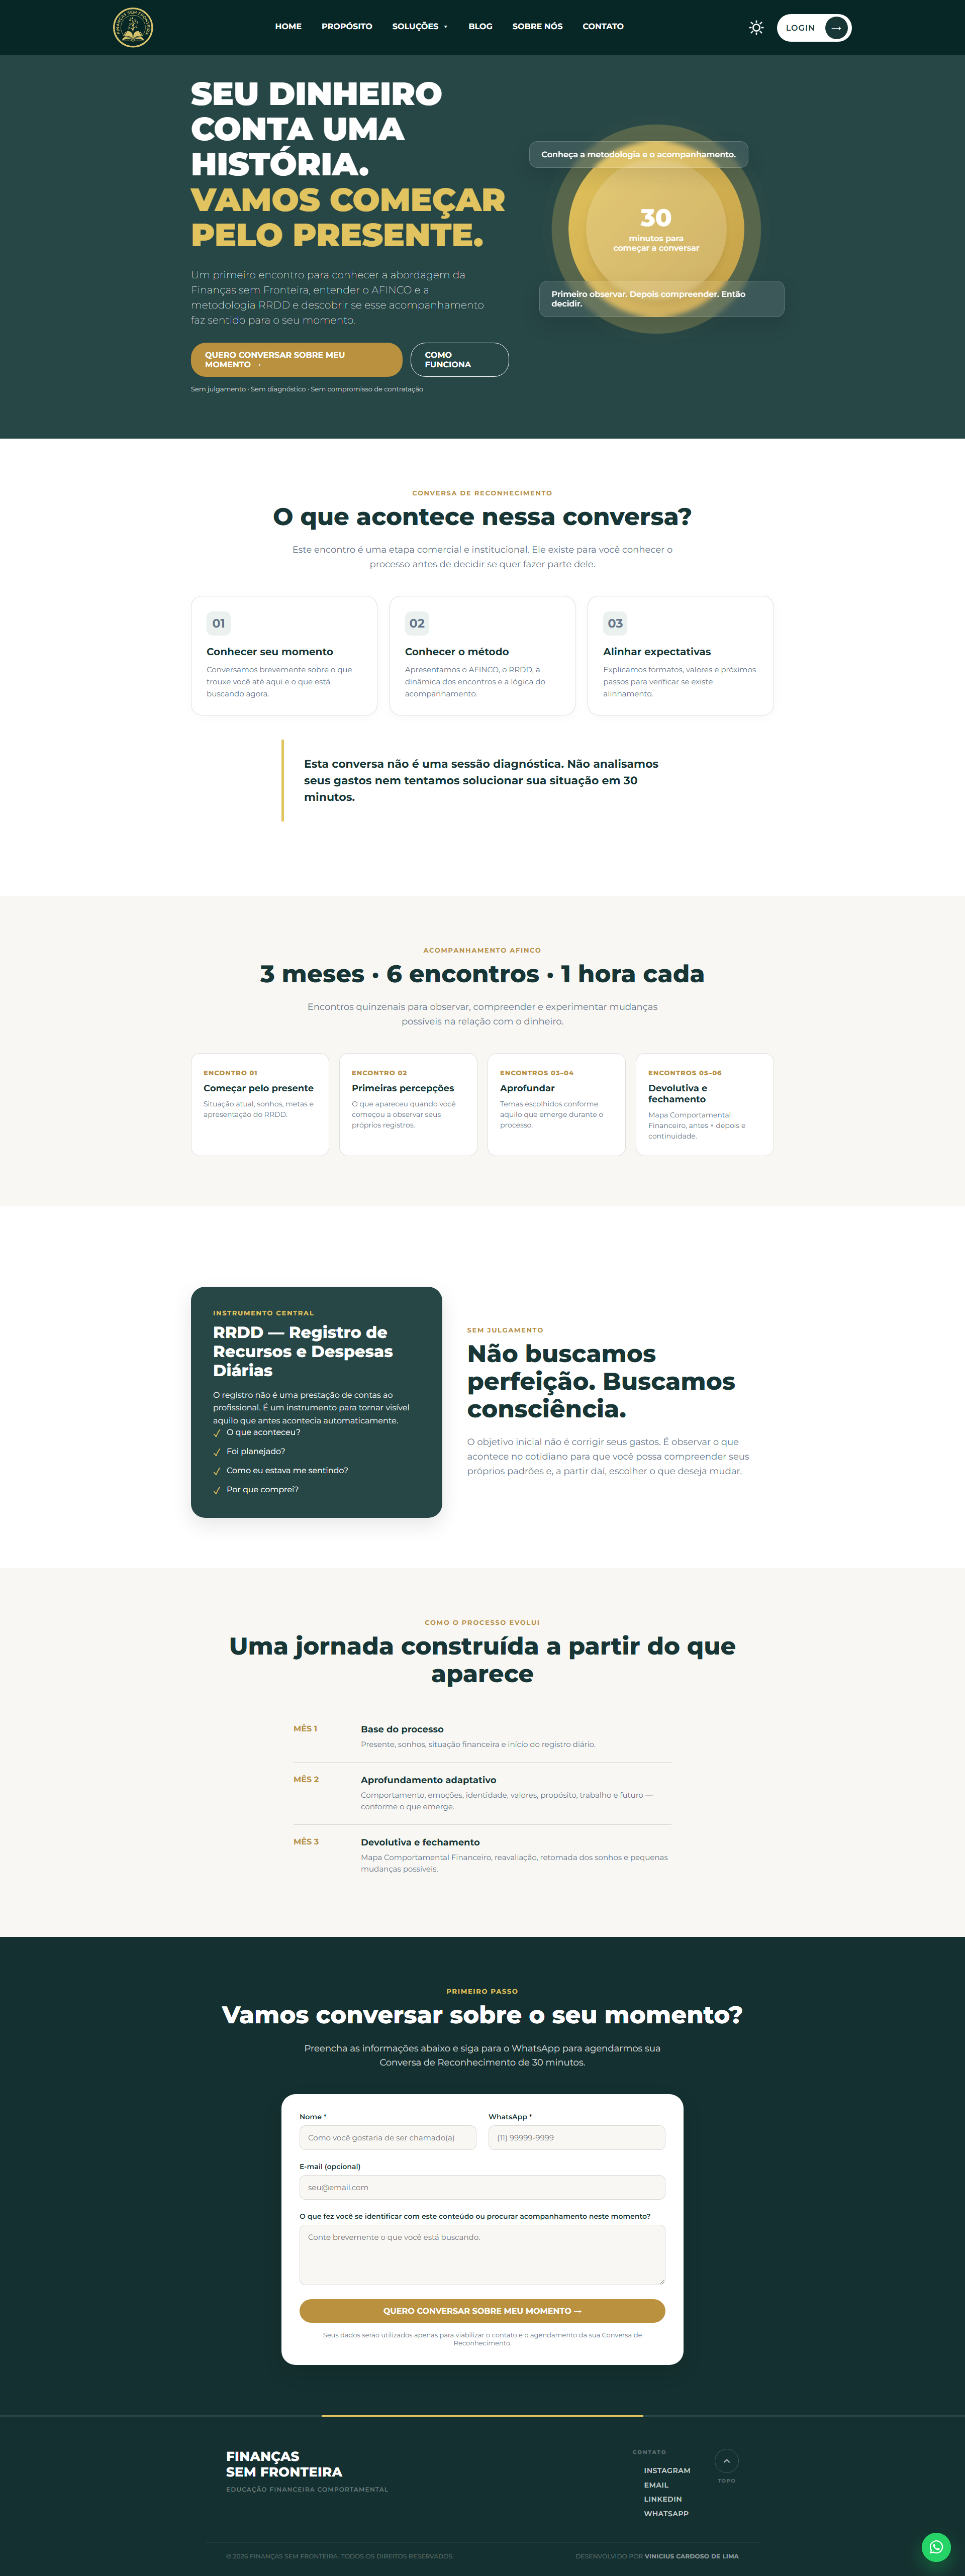 HOME
PROPÓSITO
SOLUÇÕES
BLOG
SOBRE NÓS
CONTATO
LOGIN →
SEU DINHEIRO
CONTA UMA
HISTÓRIA.
VAMOS COMEÇAR
PELO PRESENTE.
Um primeiro encontro para conhecer a abordagem da
Finanças sem Fronteira, entender o AFINCO e a
metodologia RRDD e descobrir se esse acompanhamento
faz sentido para o seu momento.
QUERO CONVERSAR SOBRE MEU
MOMENTO →
COMO
FUNCIONA
Sem julgamento · Sem diagnóstico · Sem compromisso de contratação
Conheça a metodologia e o acompanhamento.
30
minutos para
começar a conversar
Primeiro observar. Depois compreender. Então
decidir.
CONVERSA DE RECONHECIMENTO
O que acontece nessa conversa?
Este encontro é uma etapa comercial e institucional. Ele existe para você conhecer o
processo antes de decidir se quer fazer parte dele.
01
Conhecer seu momento
Conversamos brevemente sobre o que
trouxe você até aqui e o que está
buscando agora.
02
Conhecer o método
Apresentamos o AFINCO, o RRDD, a
dinâmica dos encontros e a lógica do
acompanhamento.
03
Alinhar expectativas
Explicamos formatos, valores e próximos
passos para verificar se existe
alinhamento.
Esta conversa não é uma sessão diagnóstica. Não analisamos
seus gastos nem tentamos solucionar sua situação em 30
minutos.
ACOMPANHAMENTO AFINCO
3 meses · 6 encontros · 1 hora cada
Encontros quinzenais para observar, compreender e experimentar mudanças
possíveis na relação com o dinheiro.
ENCONTRO 01
Começar pelo presente
Situação atual, sonhos, metas e
apresentação do RRDD.
ENCONTRO 02
Primeiras percepções
O que apareceu quando você
começou a observar seus
próprios registros.
ENCONTROS 03–04
Aprofundar
Temas escolhidos conforme
aquilo que emerge durante o
processo.
ENCONTROS 05–06
Devolutiva e
fechamento
Mapa Comportamental
Financeiro, antes × depois e
continuidade.
INSTRUMENTO CENTRAL
RRDD — Registro de
Recursos e Despesas
Diárias
O registro não é uma prestação de contas ao
profissional. É um instrumento para tornar visível
aquilo que antes acontecia automaticamente.
✓ O que aconteceu?
✓ Foi planejado?
✓ Como eu estava me sentindo?
✓ Por que comprei?
SEM JULGAMENTO
Não buscamos
perfeição. Buscamos
consciência.
O objetivo inicial não é corrigir seus gastos. É observar o que
acontece no cotidiano para que você possa compreender seus
próprios padrões e, a partir daí, escolher o que deseja mudar.
COMO O PROCESSO EVOLUI
Uma jornada construída a partir do que
aparece
MÊS 1
Base do processo
Presente, sonhos, situação financeira e início do registro diário.
MÊS 2
Aprofundamento adaptativo
Comportamento, emoções, identidade, valores, propósito, trabalho e futuro —
conforme o que emerge.
MÊS 3
Devolutiva e fechamento
Mapa Comportamental Financeiro, reavaliação, retomada dos sonhos e pequenas
mudanças possíveis.
PRIMEIRO PASSO
Vamos conversar sobre o seu momento?
Preencha as informações abaixo e siga para o WhatsApp para agendarmos sua
Conversa de Reconhecimento de 30 minutos.
Nome *
Como você gostaria de ser chamado(a)
WhatsApp *
(11) 99999-9999
E-mail (opcional)
seu@email.com
O que fez você se identificar com este conteúdo ou procurar acompanhamento neste momento?
Conte brevemente o que você está buscando.
QUERO CONVERSAR SOBRE MEU MOMENTO →
Seus dados serão utilizados apenas para viabilizar o contato e o agendamento da sua Conversa de
Reconhecimento.
FINANÇAS
SEM FRONTEIRA
EDUCAÇÃO FINANCEIRA COMPORTAMENTAL
CONTATO
INSTAGRAM
EMAIL
LINKEDIN
WHATSAPP
TOPO
© 2026 FINANÇAS SEM FRONTEIRA. TODOS OS DIREITOS RESERVADOS.
DESENVOLVIDO POR VINICIUS CARDOSO DE LIMA